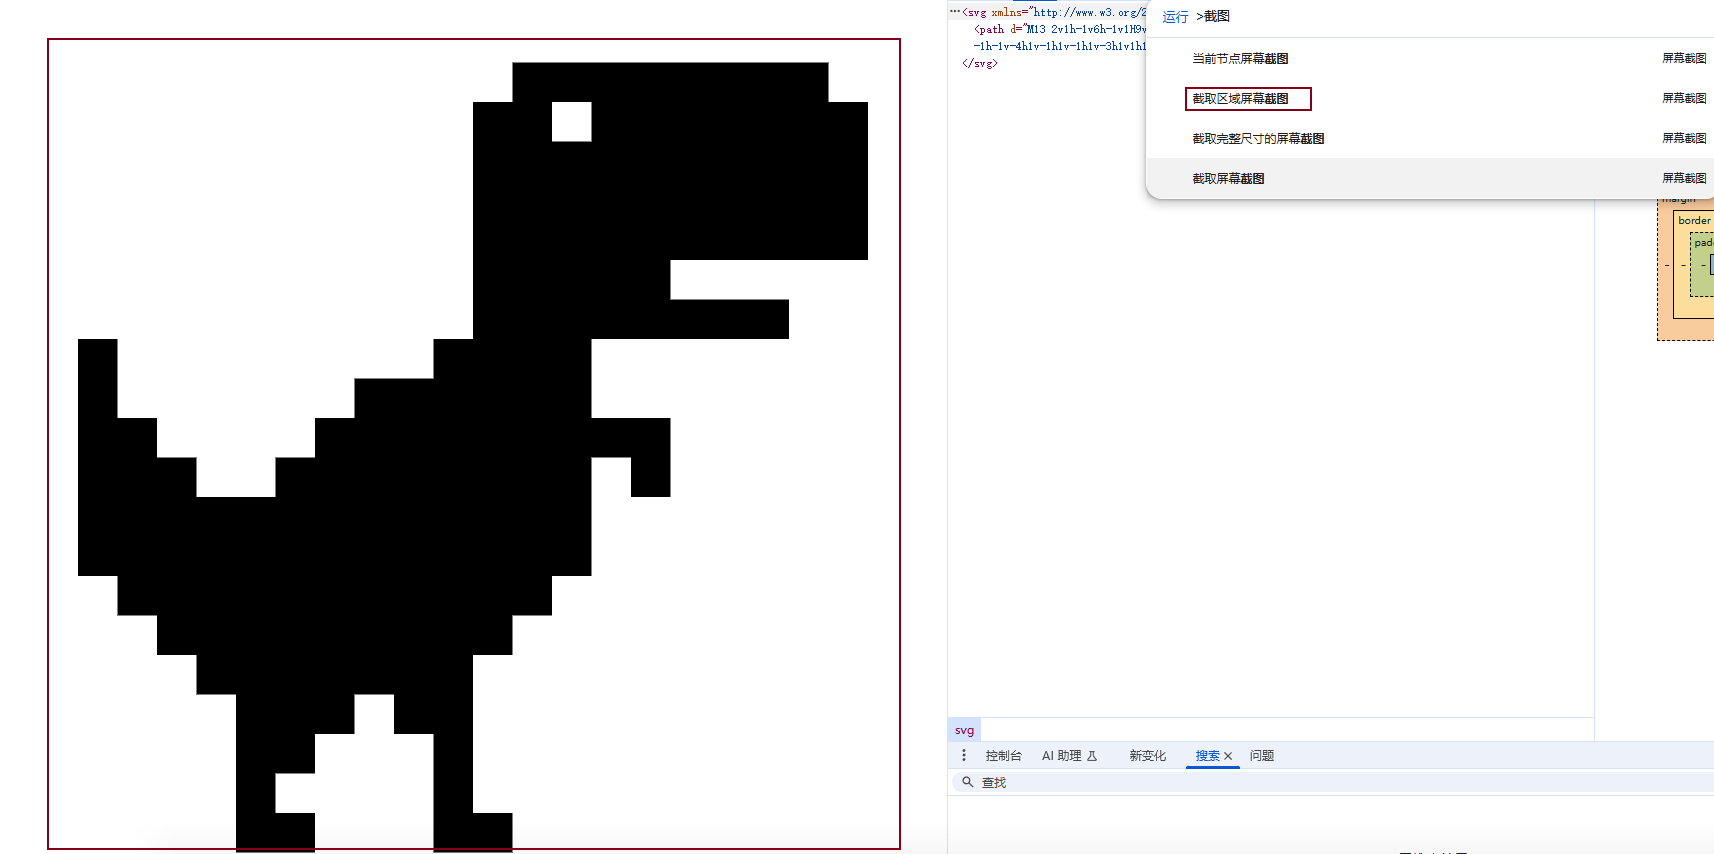 <svg xmlns="http://www.w3.org/2
<path d="M13 2v1h-1v6h-1v1H9v
-1h-1v-4h1v-1h1v-1h1v-3h1v1h1
</svg>
运行 >截图
当前节点屏幕截图 屏幕截图
截取区域屏幕截图 屏幕截图
截取完整尺寸的屏幕截图 屏幕截图
截取屏幕截图 屏幕截图
border
svg
控制台 AI 助理 新变化 搜索 问题
查找